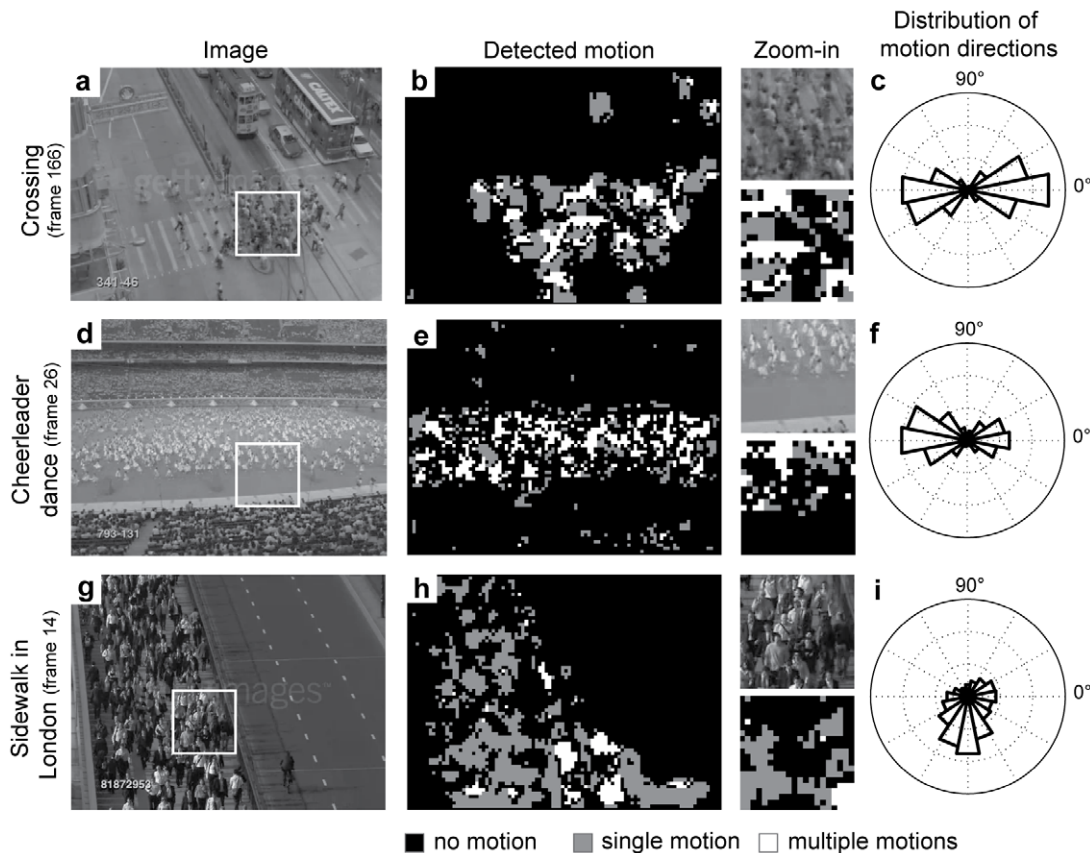 Image
Detected motion
Zoom-in
Distribution of
motion directions
Crossing
(frame 166)
a
CALTEX
341-46
b
c
90°
0°
Cheerleader
dance (frame 26)
d
793-131
e
f
90°
0°
Sidewalk in
London (frame 14)
g
images
81872953
h
i
90°
0°
no motion
single motion
multiple motions